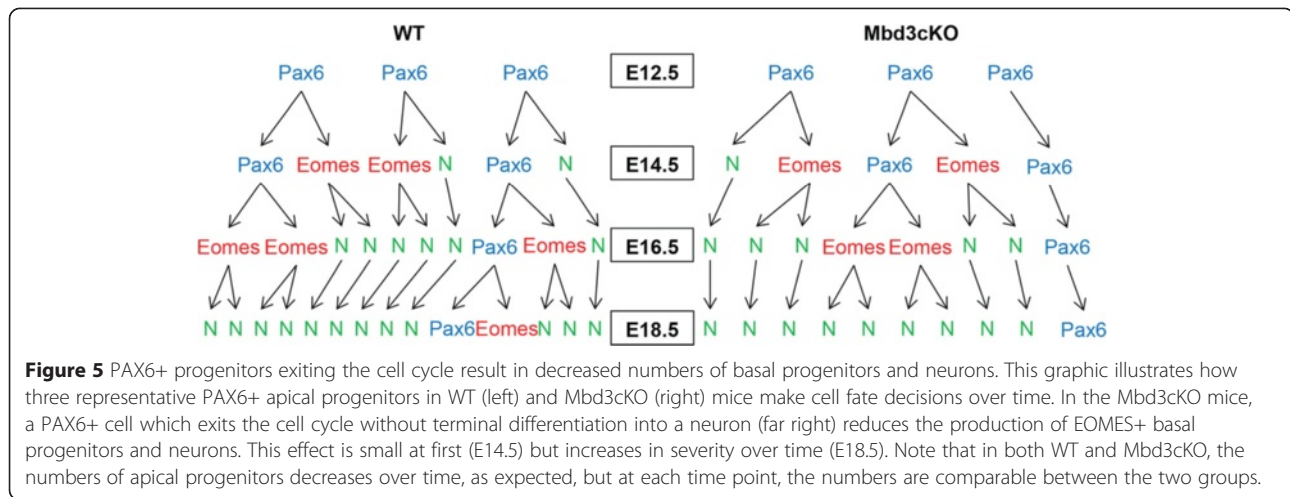 WT Mbd3cKO
Pax6 Pax6 Pax6 E12.5 Pax6 Pax6 Pax6
Pax6 Eomes Eomes N Pax6 N E14.5 N Eomes Pax6 Eomes Pax6
Eomes Eomes N N N N N Pax6 Eomes N E16.5 N N N Eomes Eomes N N Pax6
N N N N N N N N N Pax6 Eomes N N N E18.5 N N N N N N N N N Pax6
Figure 5 PAX6+ progenitors exiting the cell cycle result in decreased numbers of basal progenitors and neurons. This graphic illustrates how
three representative PAX6+ apical progenitors in WT (left) and Mbd3cKO (right) mice make cell fate decisions over time. In the Mbd3cKO mice,
a PAX6+ cell which exits the cell cycle without terminal differentiation into a neuron (far right) reduces the production of EOMES+ basal
progenitors and neurons. This effect is small at first (E14.5) but increases in severity over time (E18.5). Note that in both WT and Mbd3cKO, the
numbers of apical progenitors decreases over time, as expected, but at each time point, the numbers are comparable between the two groups.